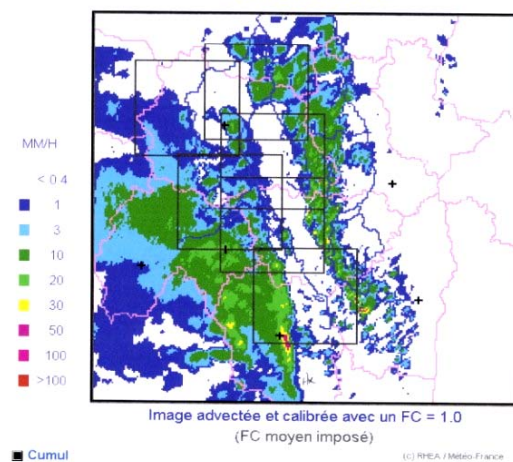 MM/H
< 0.4
1
3
10
20
30
50
100
>100
Image advectée et calibrée avec un FC = 1.0
(FC moyen imposé)
Cumul
(c) RHEA / Météo-France